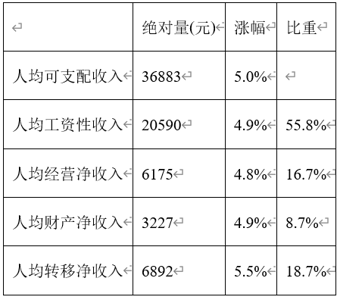 绝对量(元) 涨幅 比重
人均可支配收入 36883 5.0%
人均工资性收入 20590 4.9% 55.8%
人均经营净收入 6175 4.8% 16.7%
人均财产净收入 3227 4.9% 8.7%
人均转移净收入 6892 5.5% 18.7%